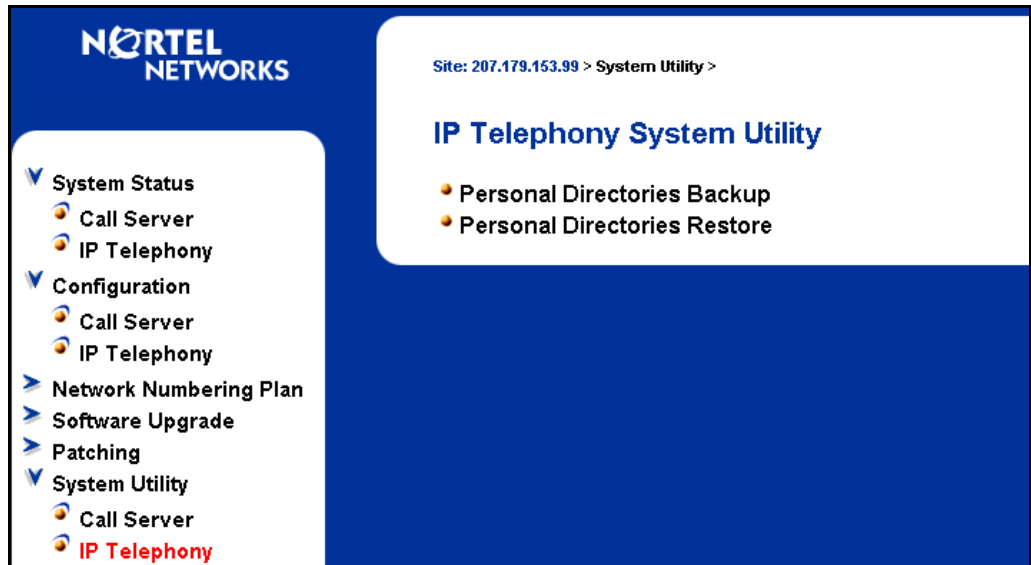 NORTEL
NETWORKS
System Status
Call Server
IP Telephony
Configuration
Call Server
IP Telephony
Network Numbering Plan
Software Upgrade
Patching
System Utility
Call Server
IP Telephony
Site: 207.179.153.99 > System Utility >
IP Telephony System Utility
Personal Directories Backup
Personal Directories Restore